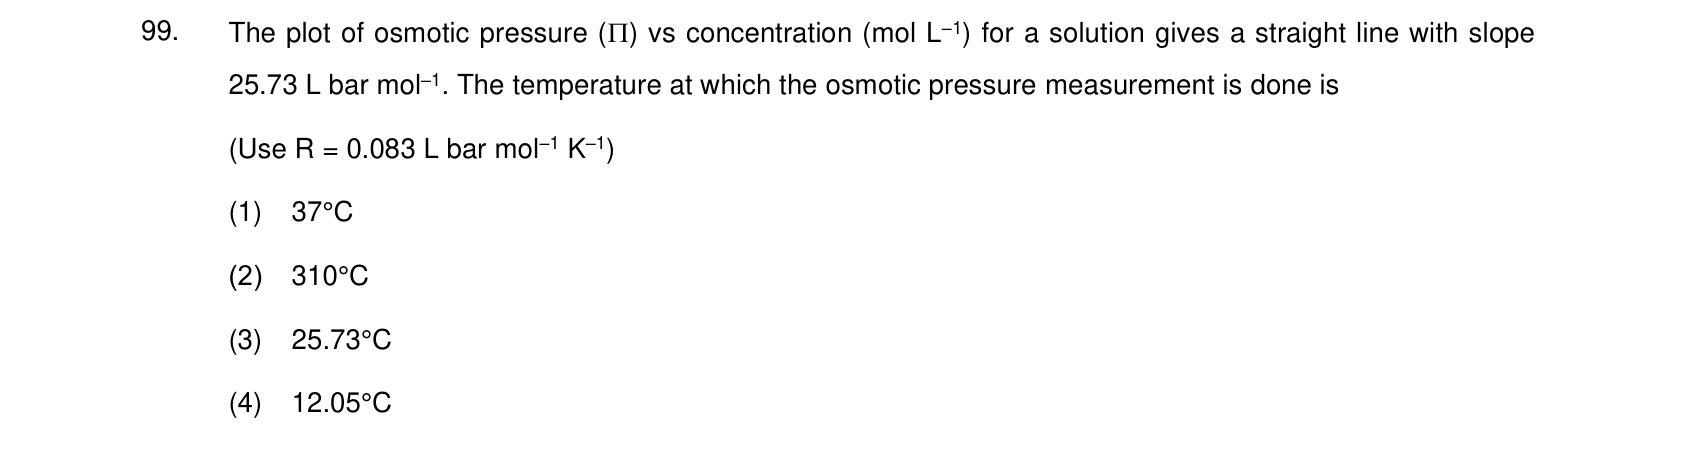 99. The plot of osmotic pressure (Π) vs concentration (mol L⁻¹) for a solution gives a straight line with slope
25.73 L bar mol⁻¹. The temperature at which the osmotic pressure measurement is done is
(Use R = 0.083 L bar mol⁻¹ K⁻¹)
(1) 37°C
(2) 310°C
(3) 25.73°C
(4) 12.05°C